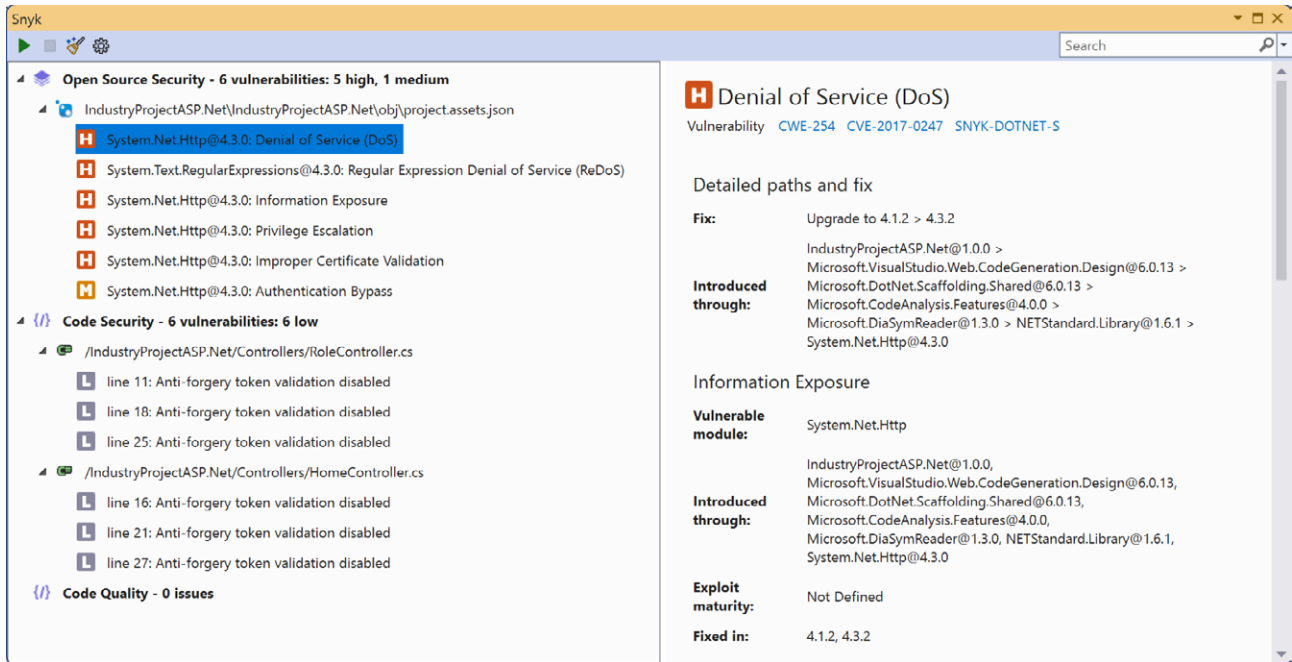 Snyk
Search
Open Source Security - 6 vulnerabilities: 5 high, 1 medium
IndustryProjectASP.Net\IndustryProjectASP.Net\obj\project.assets.json
H System.Net.Http@4.3.0: Denial of Service (DoS)
H System.Text.RegularExpressions@4.3.0: Regular Expression Denial of Service (ReDoS)
H System.Net.Http@4.3.0: Information Exposure
H System.Net.Http@4.3.0: Privilege Escalation
H System.Net.Http@4.3.0: Improper Certificate Validation
M System.Net.Http@4.3.0: Authentication Bypass
{/} Code Security - 6 vulnerabilities: 6 low
/IndustryProjectASP.Net/Controllers/RoleController.cs
L line 11: Anti-forgery token validation disabled
L line 18: Anti-forgery token validation disabled
L line 25: Anti-forgery token validation disabled
/IndustryProjectASP.Net/Controllers/HomeController.cs
L line 16: Anti-forgery token validation disabled
L line 21: Anti-forgery token validation disabled
L line 27: Anti-forgery token validation disabled
{/} Code Quality - 0 issues
H Denial of Service (DoS)
Vulnerability CWE-254 CVE-2017-0247 SNYK-DOTNET-S
Detailed paths and fix
Fix: Upgrade to 4.1.2 > 4.3.2
Introduced through:
IndustryProjectASP.Net@1.0.0 >
Microsoft.VisualStudio.Web.CodeGeneration.Design@6.0.13 >
Microsoft.DotNet.Scaffolding.Shared@6.0.13 >
Microsoft.CodeAnalysis.Features@4.0.0 >
Microsoft.DiaSymReader@1.3.0 > NETStandard.Library@1.6.1 >
System.Net.Http@4.3.0
Information Exposure
Vulnerable module: System.Net.Http
Introduced through:
IndustryProjectASP.Net@1.0.0,
Microsoft.VisualStudio.Web.CodeGeneration.Design@6.0.13,
Microsoft.DotNet.Scaffolding.Shared@6.0.13,
Microsoft.CodeAnalysis.Features@4.0.0,
Microsoft.DiaSymReader@1.3.0, NETStandard.Library@1.6.1,
System.Net.Http@4.3.0
Exploit maturity: Not Defined
Fixed in: 4.1.2, 4.3.2